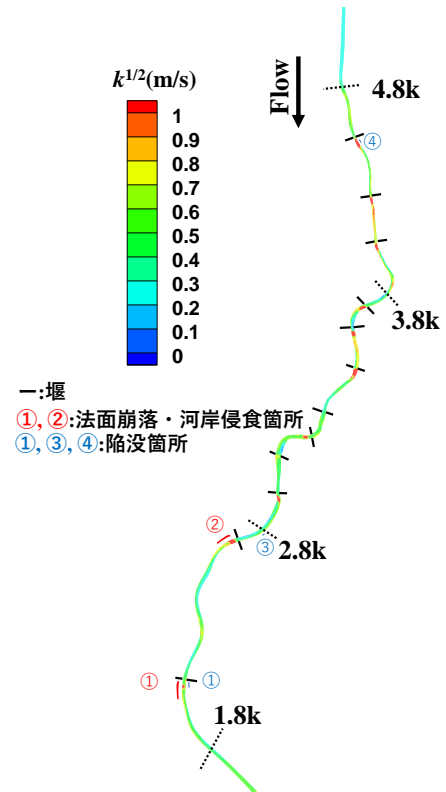 k1/2(m/s)
1
0.9
0.8
0.7
0.6
0.5
0.4
0.3
0.2
0.1
0
Flow
4.8k
④
3.8k
ー:堰
①, ②:法面崩落・河岸侵食箇所
①, ③, ④:陥没箇所
②
③
2.8k
①
①
1.8k